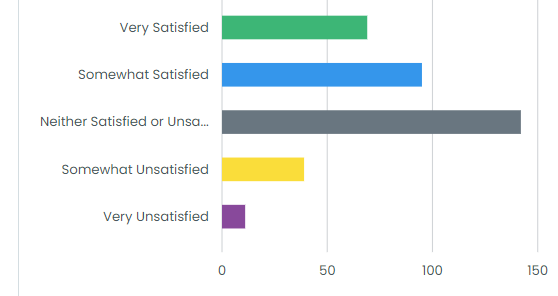 Very Satisfied
Somewhat Satisfied
Neither Satisfied or Unsa...
Somewhat Unsatisfied
Very Unsatisfied
0 50 100 150